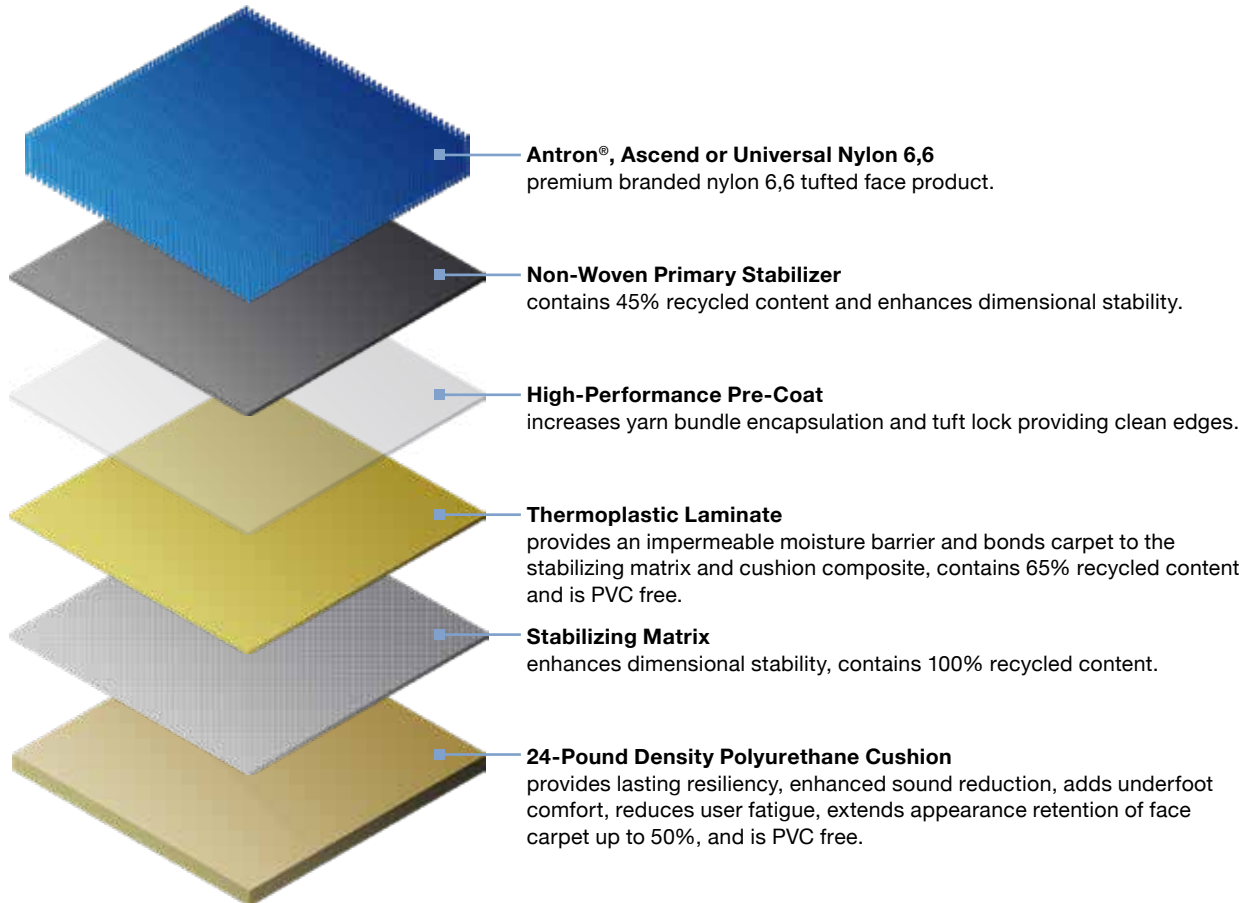 Antron®, Ascend or Universal Nylon 6,6
premium branded nylon 6,6 tufted face product.
Non-Woven Primary Stabilizer
contains 45% recycled content and enhances dimensional stability.
High-Performance Pre-Coat
increases yarn bundle encapsulation and tuft lock providing clean edges.
Thermoplastic Laminate
provides an impermeable moisture barrier and bonds carpet to the
stabilizing matrix and cushion composite, contains 65% recycled content
and is PVC free.
Stabilizing Matrix
enhances dimensional stability, contains 100% recycled content.
24-Pound Density Polyurethane Cushion
provides lasting resiliency, enhanced sound reduction, adds underfoot
comfort, reduces user fatigue, extends appearance retention of face
carpet up to 50%, and is PVC free.